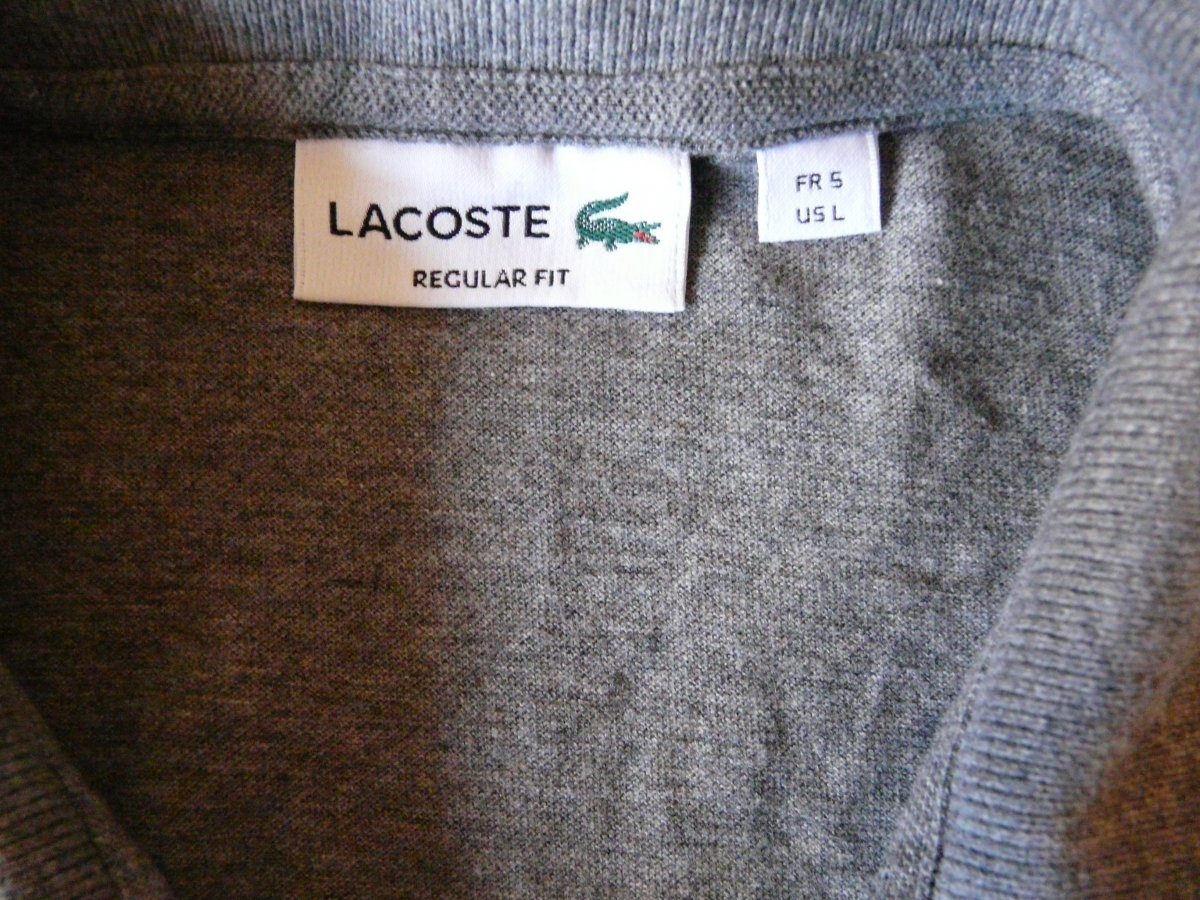 LACOSTE
REGULAR FIT
FR 5
US L